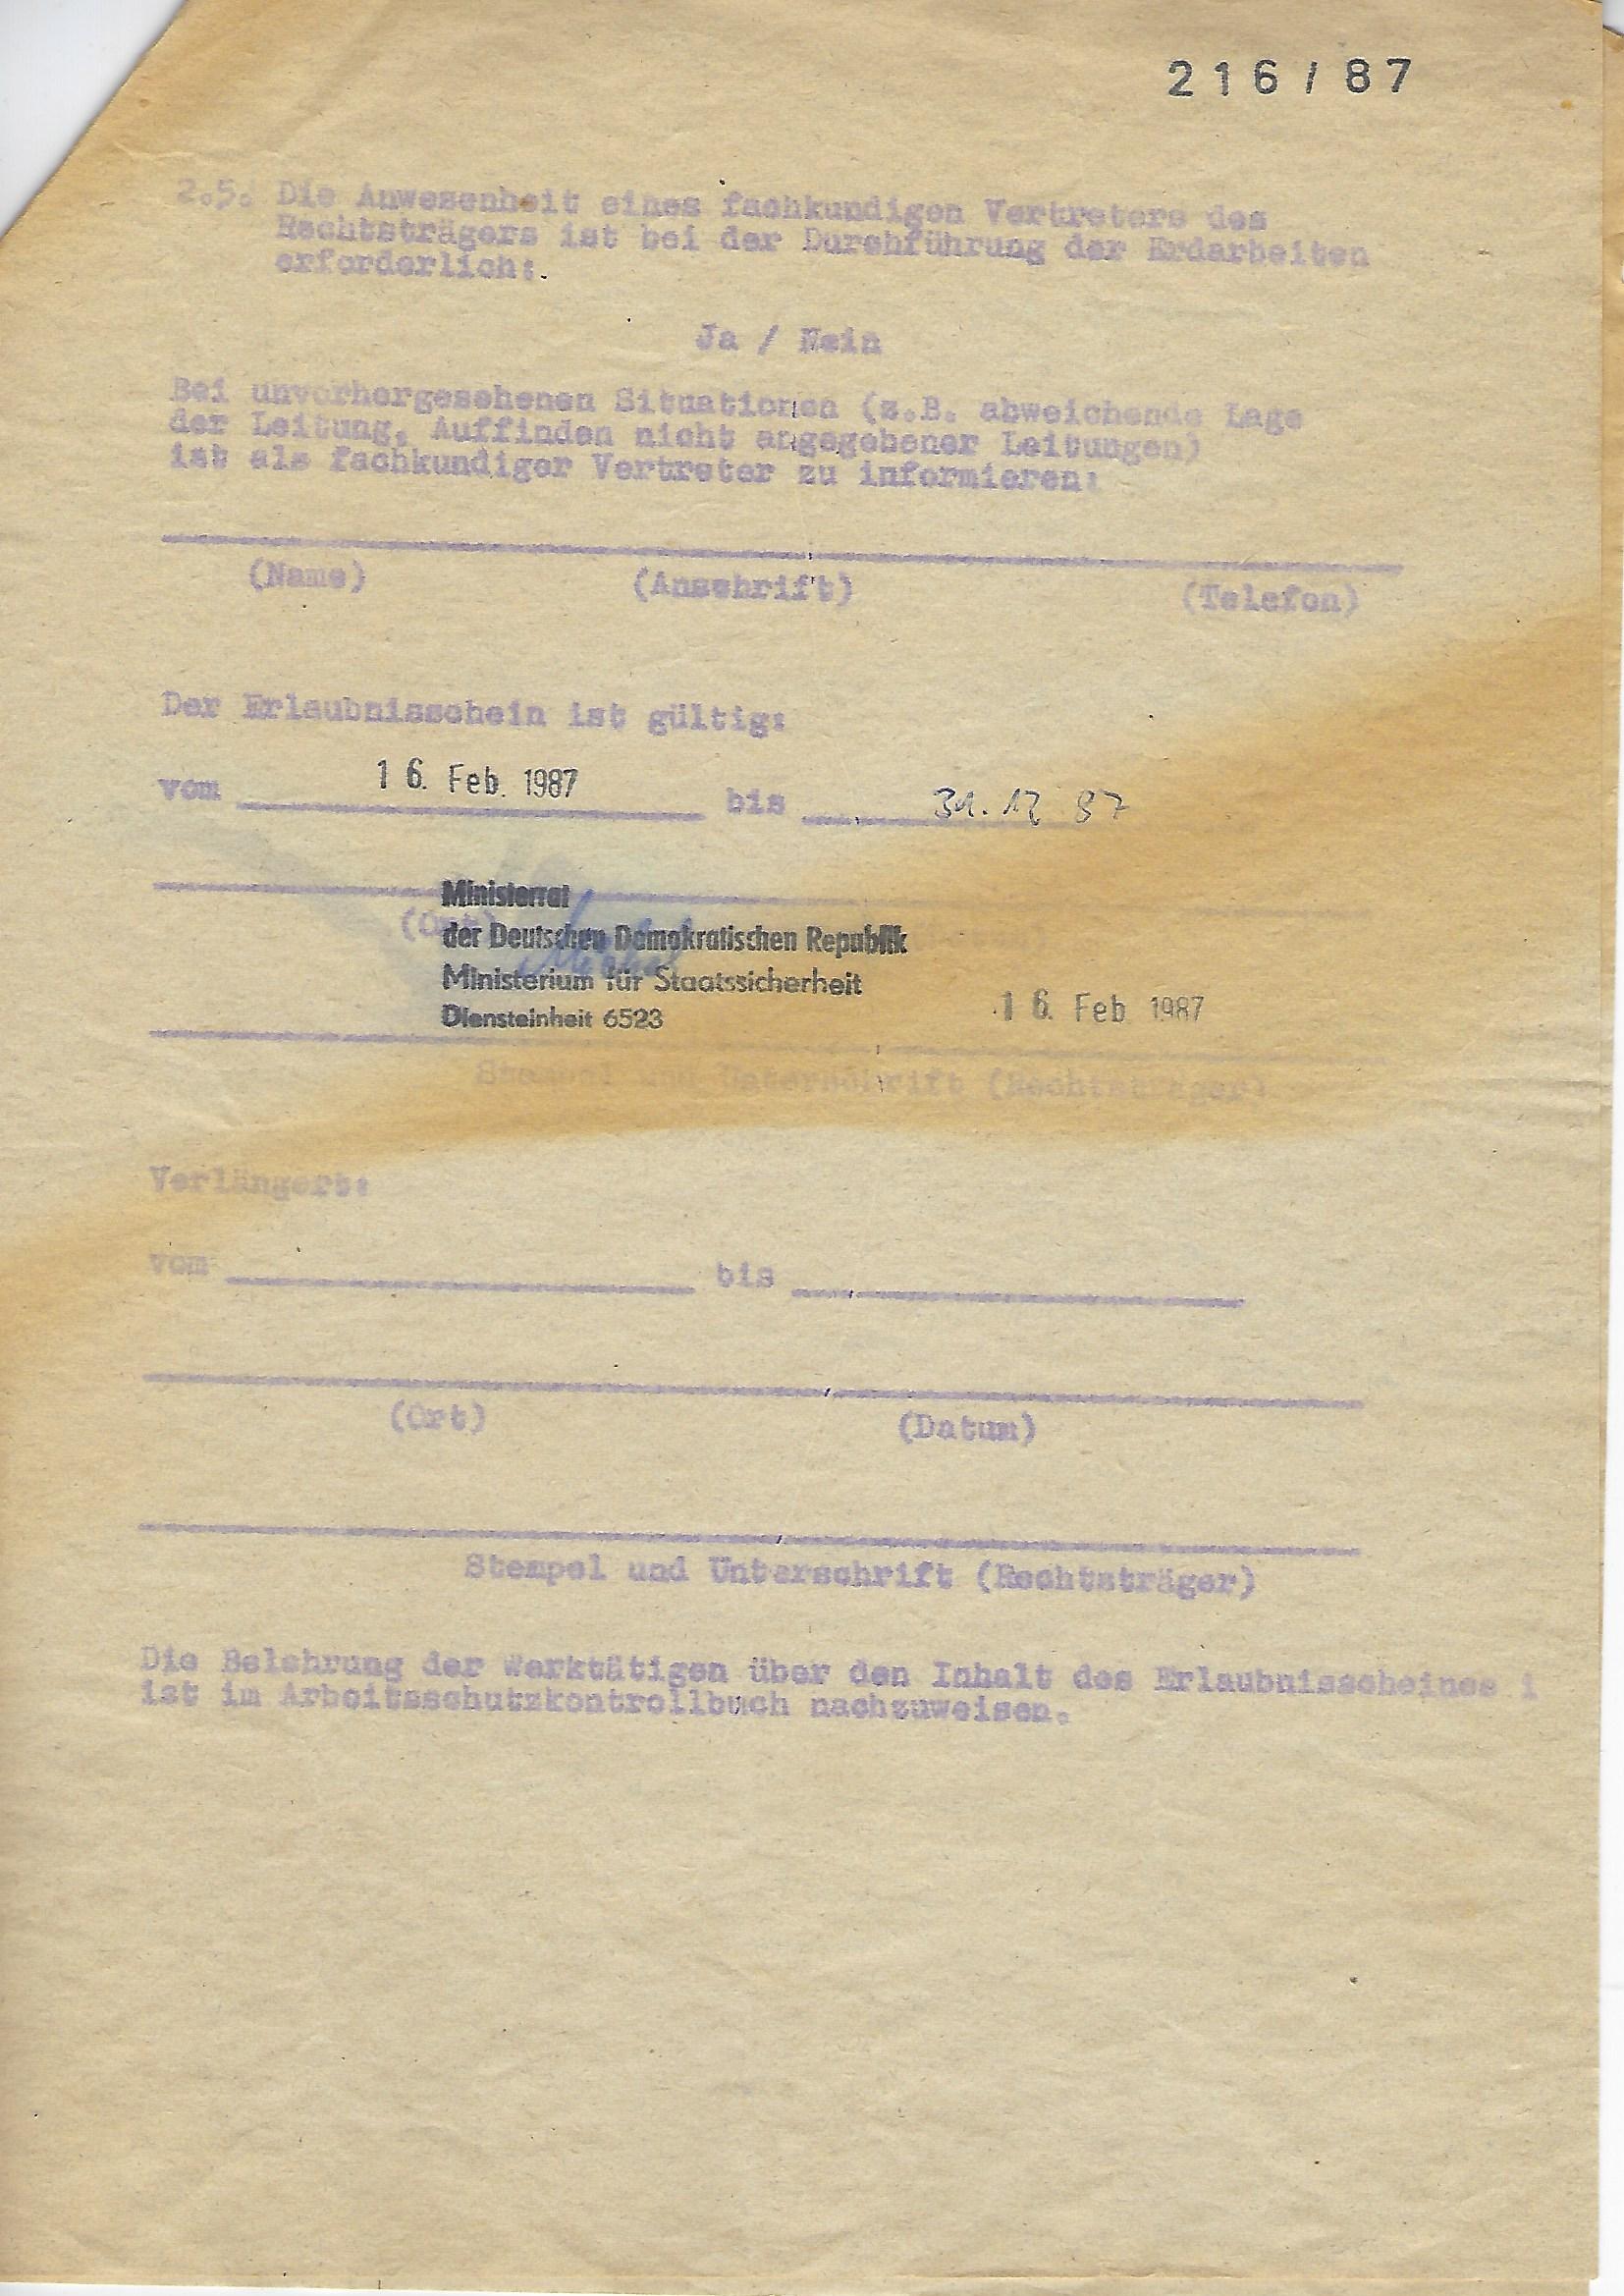 216/87
2.5. Die Anwesenheit eines fachkundigen Vertreters des
Rechtsträgers ist bei der Durchführung der Erdarbeiten
erforderlich:
Ja / Nein
Bei unvorhergesehenen Situationen (z.B. abweichende Lage
der Leitung, Auffinden nicht angegebener Leitungen)
ist als fachkundiger Vertreter zu informieren:
(Name) (Anschrift) (Telefon)
Der Erlaubnisschein ist gültig:
vom 16. Feb. 1987 bis 31.12 87
Ministerrat
(Ort)
der Deutschen Demokratischen Republik
Ministerium für Staatssicherheit
Diensteinheit 6523
16. Feb 1987
Stempel und Unterschrift (Rechtsträger)
Verlängert:
vom bis
(Ort) (Datum)
Stempel und Unterschrift (Rechtsträger)
Die Belehrung der Werktätigen über den Inhalt des Erlaubnisscheines i
ist im Arbeitsschutzkontrollbuch nachzuweisen.